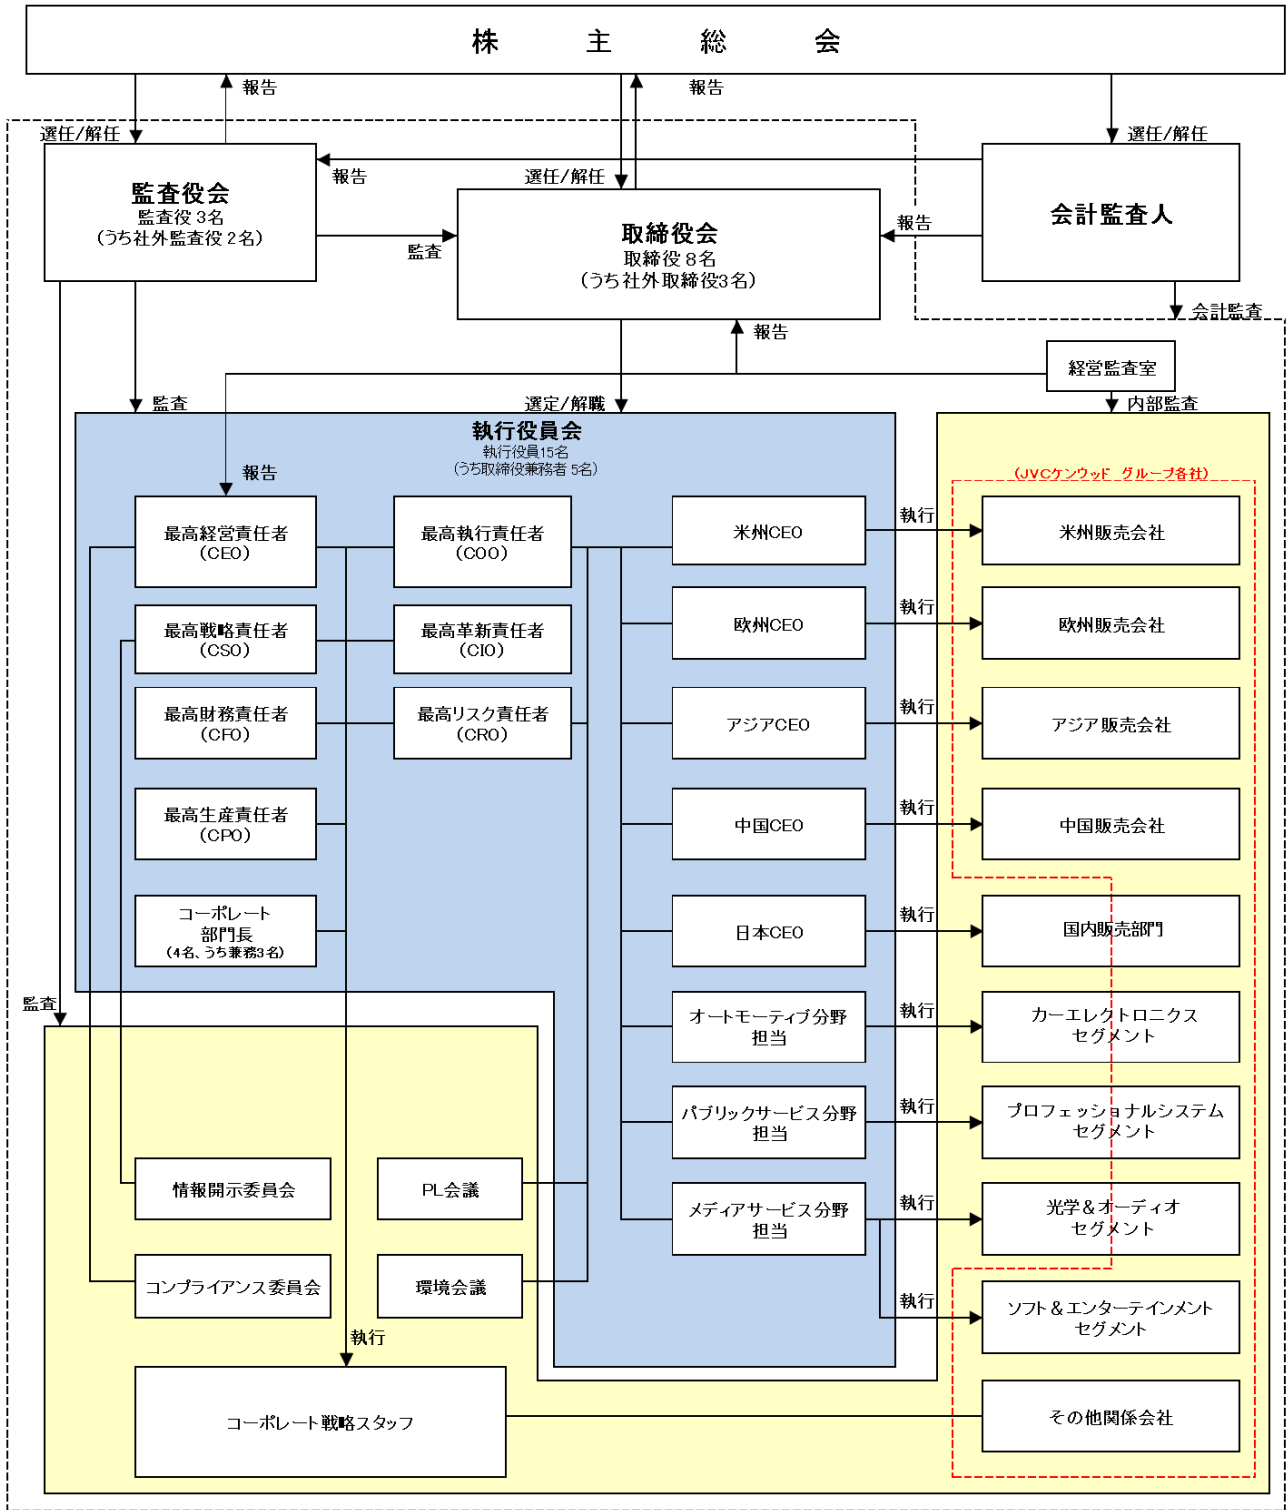 株主総会
報告
報告
選任/解任
選任/解任
選任/解任
監査役会
監査役 3名
(うち社外監査役 2名)
報告
監査
取締役会
取締役 8名
(うち社外取締役3名)
報告
会計監査人
会計監査
報告
経営監査室
監査
選定/解職
内部監査
執行役員会
執行役員15名
(うち取締役兼務者 5名)
報告
(JVCケンウッド グループ各社)
最高経営責任者
(CEO)
最高執行責任者
(COO)
米州CEO
執行
米州販売会社
最高戦略責任者
(CSO)
最高革新責任者
(CIO)
欧州CEO
執行
欧州販売会社
最高財務責任者
(CFO)
最高リスク責任者
(CRO)
アジアCEO
執行
アジア販売会社
最高生産責任者
(CPO)
中国CEO
執行
中国販売会社
コーポレート
部門長
(4名、うち兼務3名)
日本CEO
執行
国内販売部門
監査
オートモーティブ分野
担当
執行
カーエレクトロニクス
セグメント
パブリックサービス分野
担当
執行
プロフェッショナルシステム
セグメント
情報開示委員会
PL会議
メディアサービス分野
担当
執行
光学&オーディオ
セグメント
コンプライアンス委員会
環境会議
執行
ソフト&エンターテインメント
セグメント
執行
コーポレート戦略スタッフ
その他関係会社